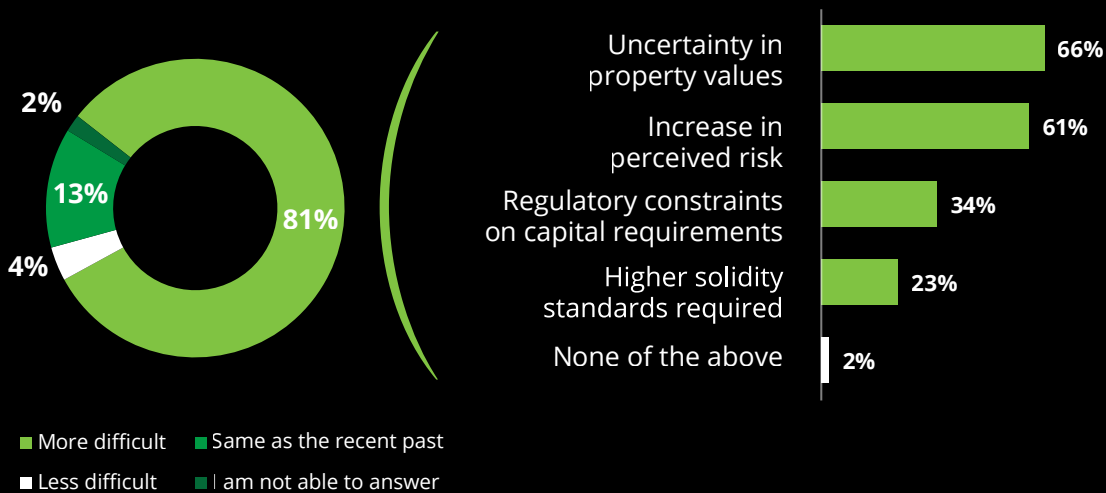 2%
13%
81%
4%
Uncertainty in
property values
66%
Increase in
perceived risk
61%
Regulatory constraints
on capital requirements
34%
Higher solidity
standards required
23%
None of the above
2%
More difficult
Same as the recent past
Less difficult
I am not able to answer